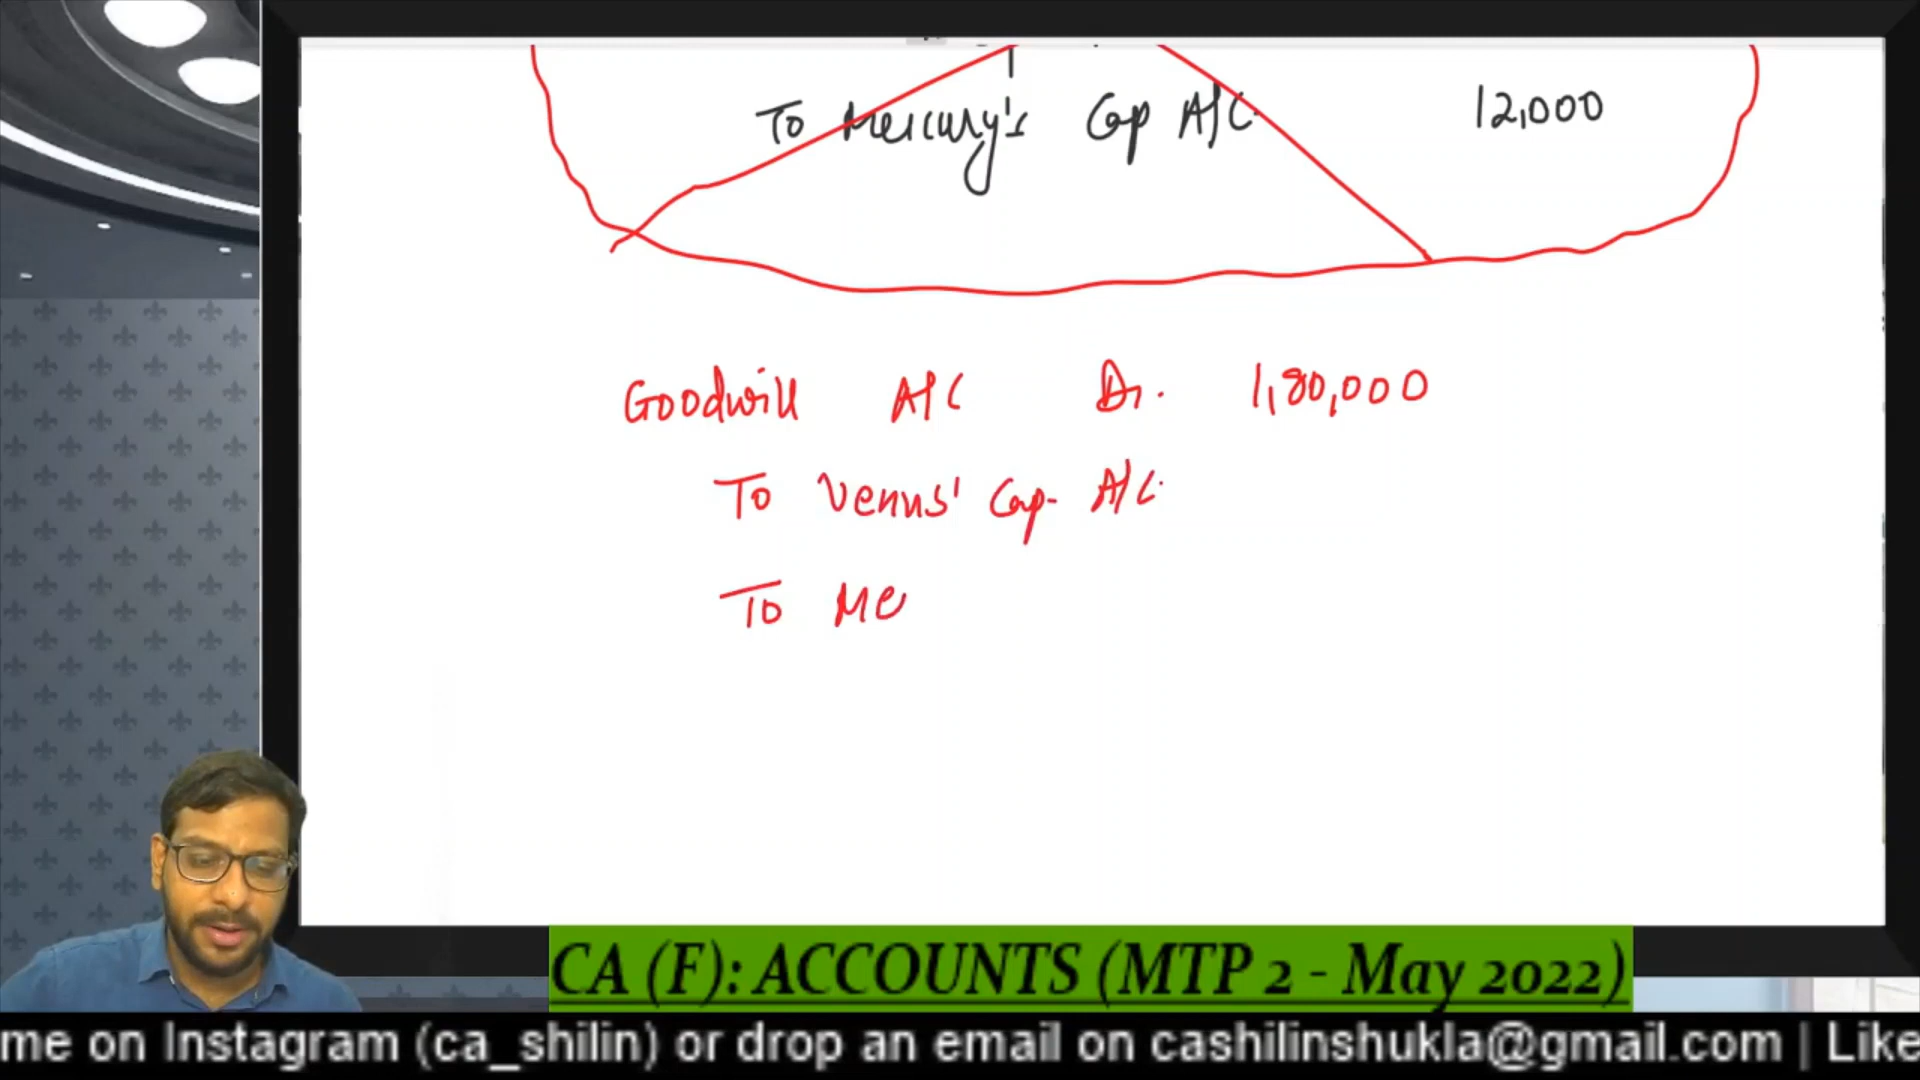 To Mercury's Cap A/C 12,000
Goodwill A/C Dr. 1,80,000
To Venus' Cap. A/C.
To Me
CA (F): ACCOUNTS (MTP 2 - May 2022)
me on Instagram (ca_shilin) or drop an email on cashilinshukla@gmail.com | Like